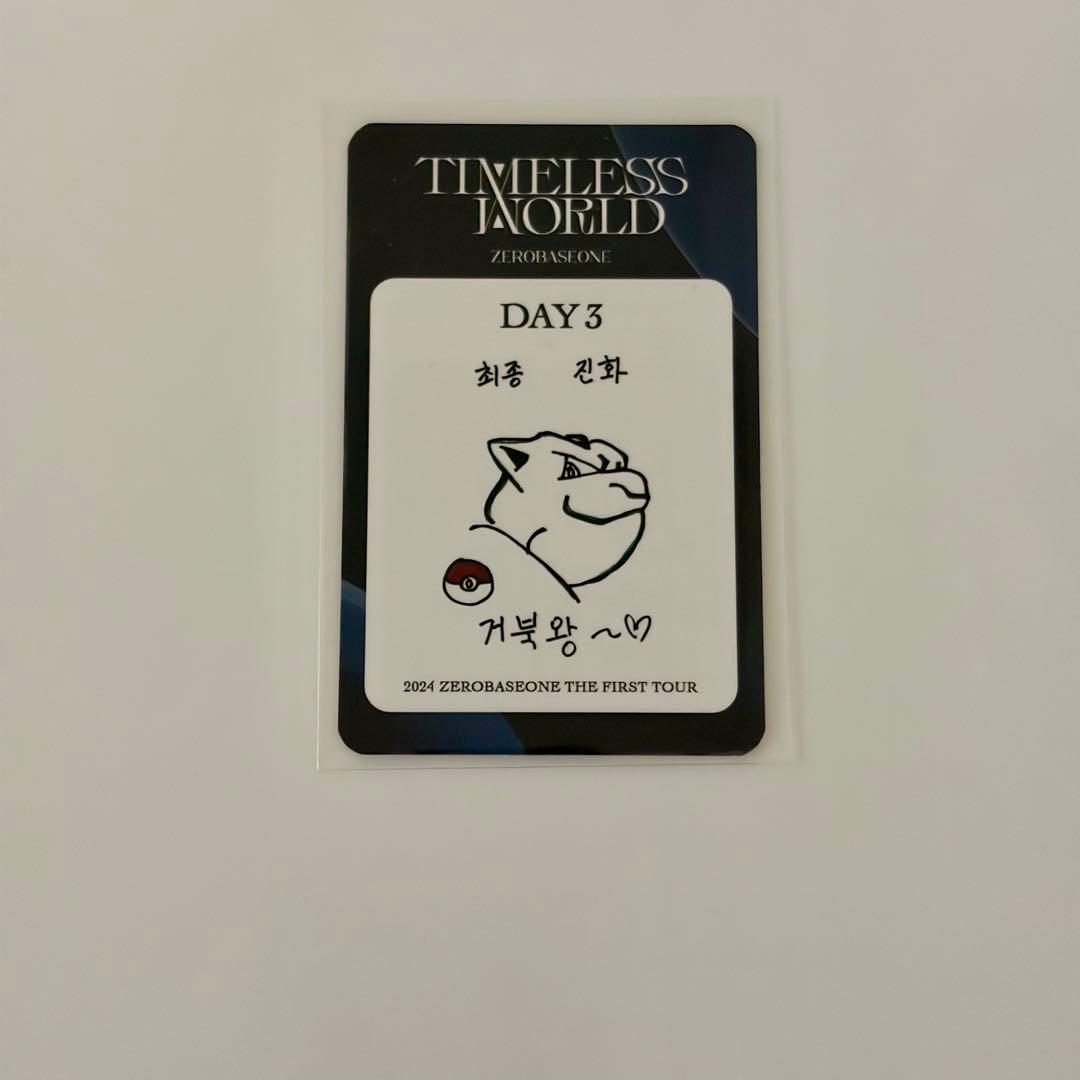 TIMELESS
WORLD
ZEROBASEONE
DAY 3
최종 진화
거북왕 ~♡
2024 ZEROBASEONE THE FIRST TOUR